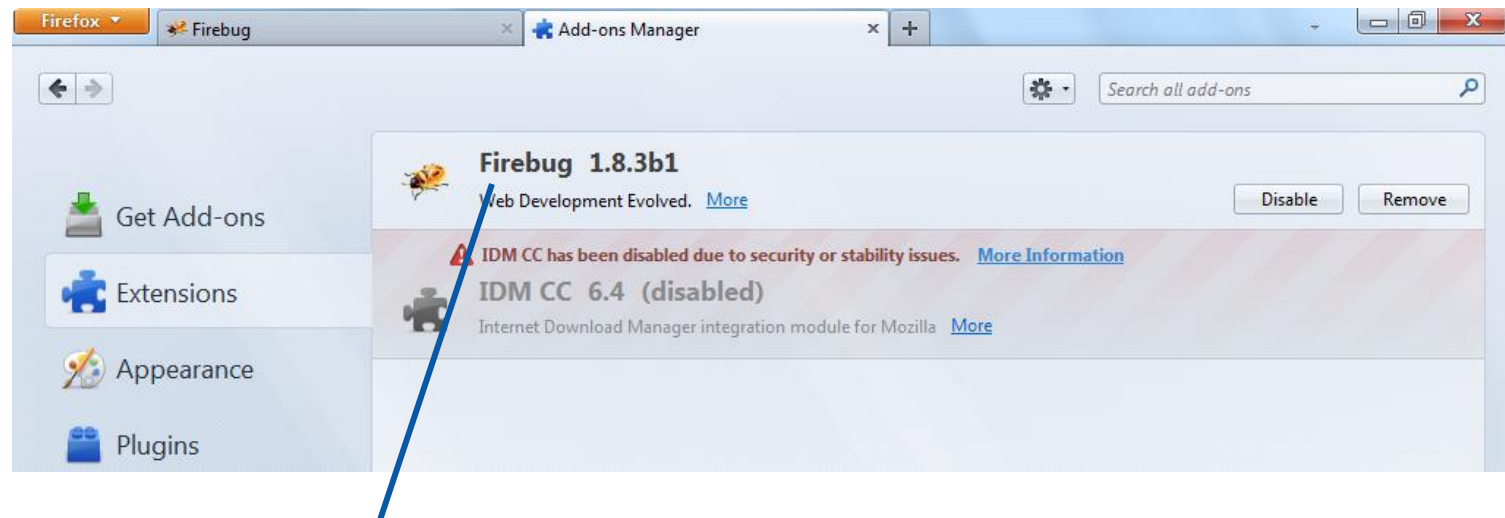 Firefox
Firebug
Add-ons Manager
Search all add-ons
Get Add-ons
Extensions
Appearance
Plugins
Firebug 1.8.3b1
Web Development Evolved. More
Disable
Remove
IDM CC has been disabled due to security or stability issues. More Information
IDM CC 6.4 (disabled)
Internet Download Manager integration module for Mozilla More